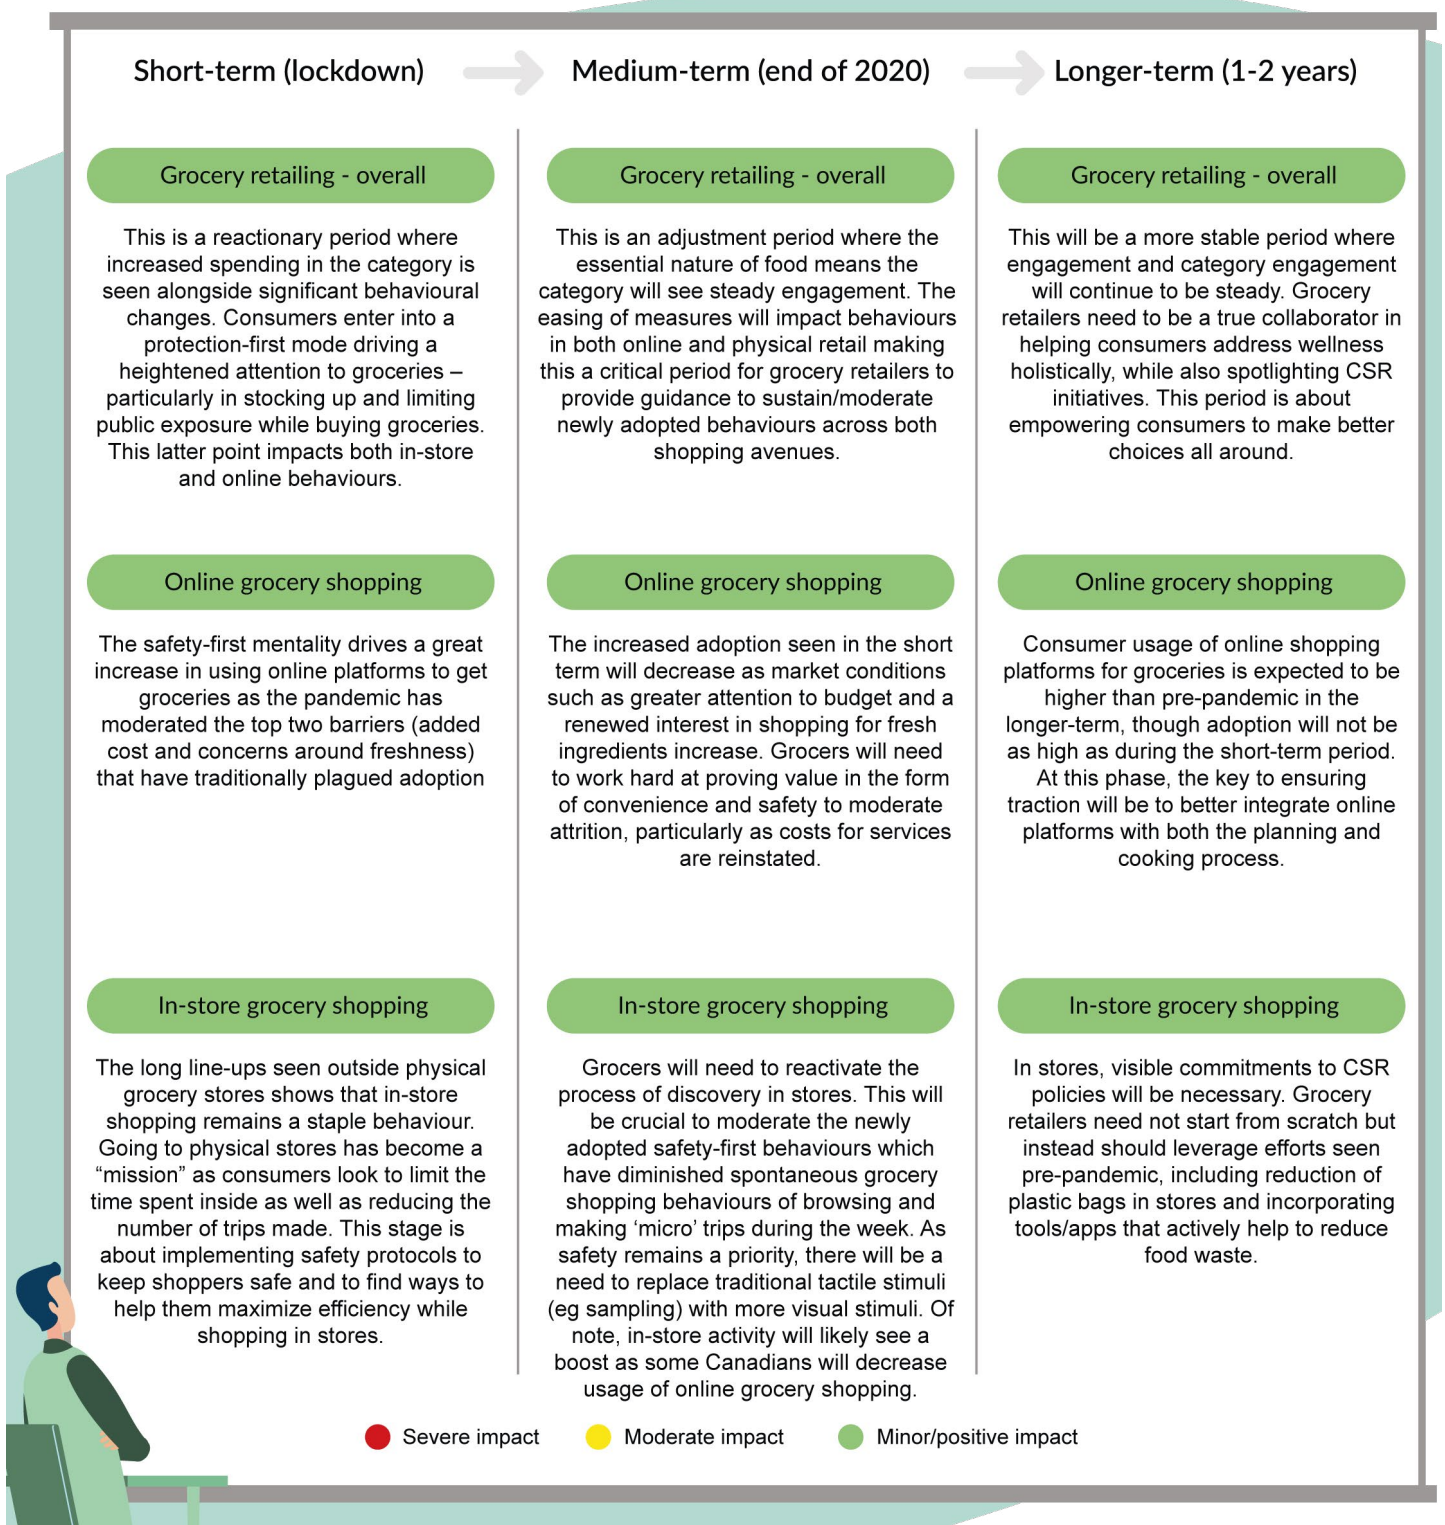 Short-term (lockdown)
Medium-term (end of 2020)
Longer-term (1-2 years)
Grocery retailing - overall
This is a reactionary period where
increased spending in the category is
seen alongside significant behavioural
changes. Consumers enter into a
protection-first mode driving a
heightened attention to groceries –
particularly in stocking up and limiting
public exposure while buying groceries.
This latter point impacts both in-store
and online behaviours.
Grocery retailing - overall
This is an adjustment period where the
essential nature of food means the
category will see steady engagement. The
easing of measures will impact behaviours
in both online and physical retail making
this a critical period for grocery retailers to
provide guidance to sustain/moderate
newly adopted behaviours across both
shopping avenues.
Grocery retailing - overall
This will be a more stable period where
engagement and category engagement
will continue to be steady. Grocery
retailers need to be a true collaborator in
helping consumers address wellness
holistically, while also spotlighting CSR
initiatives. This period is about
empowering consumers to make better
choices all around.
Online grocery shopping
The safety-first mentality drives a great
increase in using online platforms to get
groceries as the pandemic has
moderated the top two barriers (added
cost and concerns around freshness)
that have traditionally plagued adoption
Online grocery shopping
The increased adoption seen in the short
term will decrease as market conditions
such as greater attention to budget and a
renewed interest in shopping for fresh
ingredients increase. Grocers will need
to work hard at proving value in the form
of convenience and safety to moderate
attrition, particularly as costs for services
are reinstated.
Online grocery shopping
Consumer usage of online shopping
platforms for groceries is expected to be
higher than pre-pandemic in the
longer-term, though adoption will not be
as high as during the short-term period.
At this phase, the key to ensuring
traction will be to better integrate online
platforms with both the planning and
cooking process.
In-store grocery shopping
The long line-ups seen outside physical
grocery stores shows that in-store
shopping remains a staple behaviour.
Going to physical stores has become a
“mission” as consumers look to limit the
time spent inside as well as reducing the
number of trips made. This stage is
about implementing safety protocols to
keep shoppers safe and to find ways to
help them maximize efficiency while
shopping in stores.
In-store grocery shopping
Grocers will need to reactivate the
process of discovery in stores. This will
be crucial to moderate the newly
adopted safety-first behaviours which
have diminished spontaneous grocery
shopping behaviours of browsing and
making ‘micro’ trips during the week. As
safety remains a priority, there will be a
need to replace traditional tactile stimuli
(eg sampling) with more visual stimuli. Of
note, in-store activity will likely see a
boost as some Canadians will decrease
usage of online grocery shopping.
In-store grocery shopping
In stores, visible commitments to CSR
policies will be necessary. Grocery
retailers need not start from scratch but
instead should leverage efforts seen
pre-pandemic, including reduction of
plastic bags in stores and incorporating
tools/apps that actively help to reduce
food waste.
Severe impact
Moderate impact
Minor/positive impact